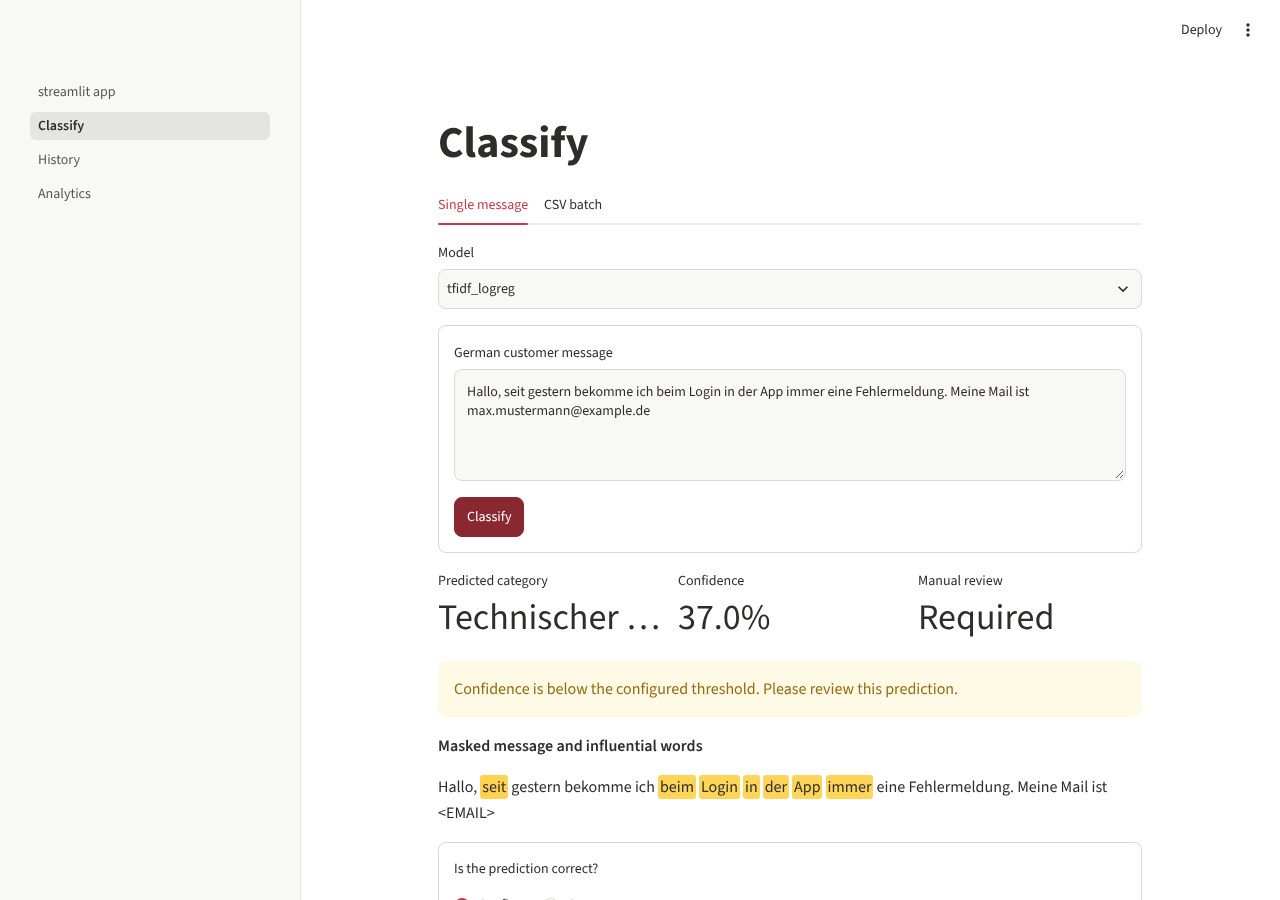 Deploy
streamlit app
Classify
History
Analytics
Classify
Single message CSV batch
Model
tfidf_logreg
German customer message
Hallo, seit gestern bekomme ich beim Login in der App immer eine Fehlermeldung. Meine Mail ist
max.mustermann@example.de
Classify
Predicted category Confidence Manual review
Technischer ... 37.0% Required
Confidence is below the configured threshold. Please review this prediction.
Masked message and influential words
Hallo, seit gestern bekomme ich beim Login in der App immer eine Fehlermeldung. Meine Mail ist
<EMAIL>
Is the prediction correct?